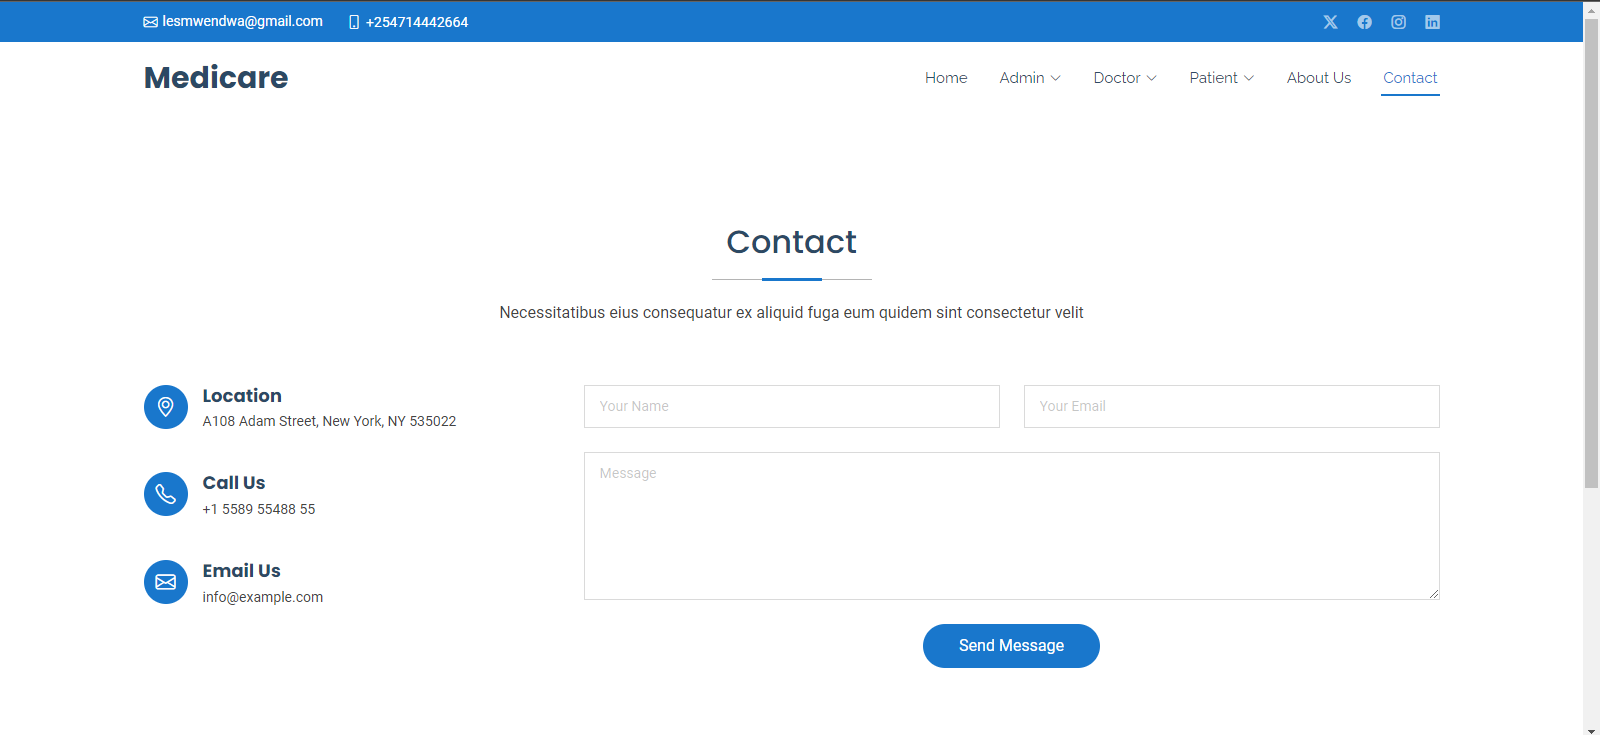 lesmwendwa@gmail.com +254714442664
Medicare
Home Admin Doctor Patient About Us Contact
Contact
Necessitatibus eius consequatur ex aliquid fuga eum quidem sint consectetur velit
Location
A108 Adam Street, New York, NY 535022
Call Us
+1 5589 55488 55
Email Us
info@example.com
Your Name
Your Email
Message
Send Message